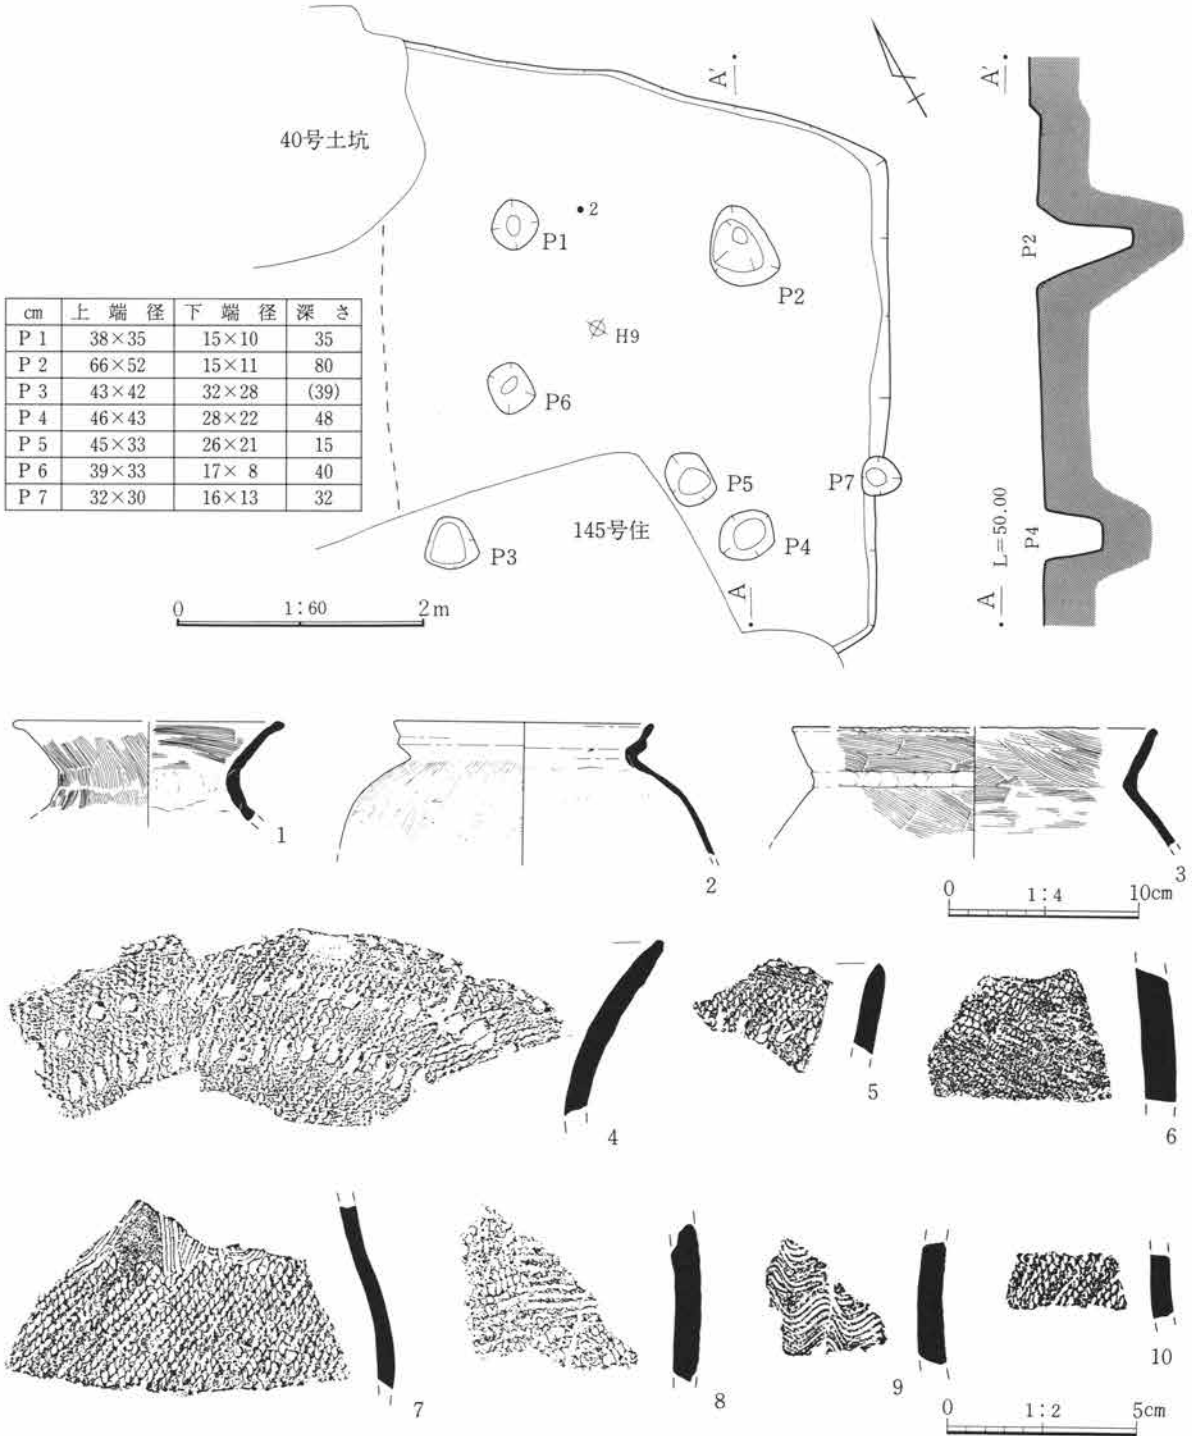 A'
A'
40号土坑
2
P1
P2
P2
H9
cm 上端径 下端径 深さ
P1 38×35 15×10 35
P2 66×52 15×11 80
P3 43×42 32×28 (39)
P4 46×43 28×22 48
P5 45×33 26×21 15
P6 39×33 17×8 40
P7 32×30 16×13 32
P6
P5
P7
145号住
P3
P4
P4
L=50.00
A
A
0 1:60 2m
1
2
3
0 1:4 10cm
4
5
6
7
8
9
10
0 1:2 5cm